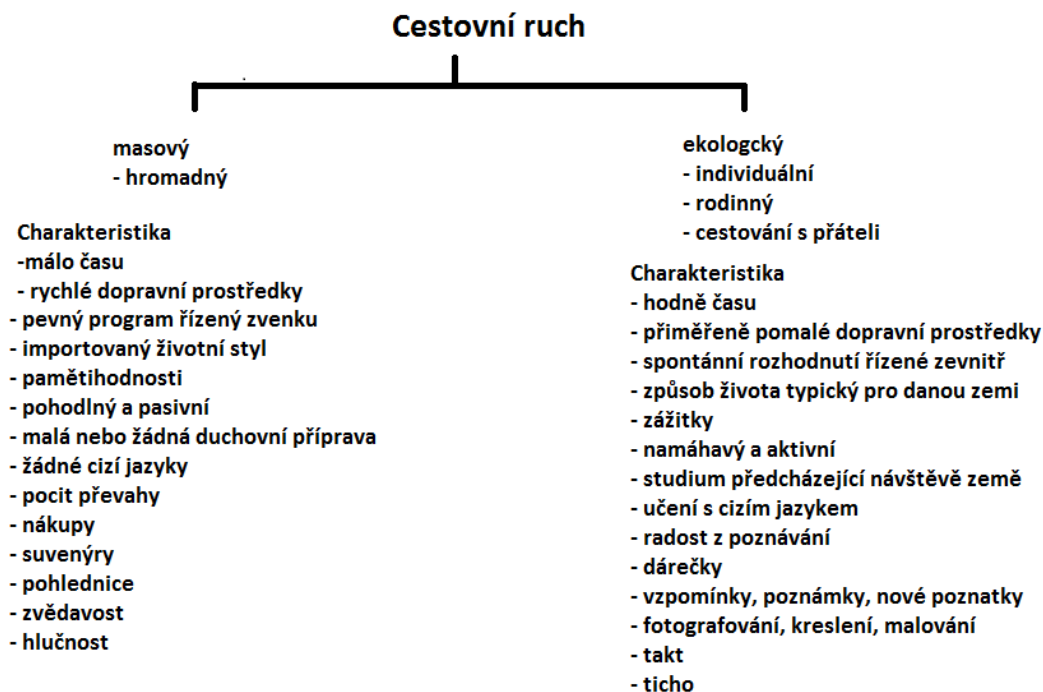 Cestovní ruch
masový
- hromadný
Charakteristika
-málo času
- rychlé dopravní prostředky
- pevný program řízený zvenku
- importovaný životní styl
- pamětihodnosti
- pohodlný a pasivní
- malá nebo žádná duchovní příprava
- žádné cizí jazyky
- pocit převahy
- nákupy
- suvenýry
- pohlednice
- zvědavost
- hlučnost
ekologcký
- individuální
- rodinný
- cestování s přáteli
Charakteristika
- hodně času
- přiměřeně pomalé dopravní prostředky
- spontánní rozhodnutí řízené zevnitř
- způsob života typický pro danou zemi
- zážitky
- namáhavý a aktivní
- studium předcházející návštěvě země
- učení s cizím jazykem
- radost z poznávání
- dárečky
- vzpomínky, poznámky, nové poznatky
- fotografování, kreslení, malování
- takt
- ticho